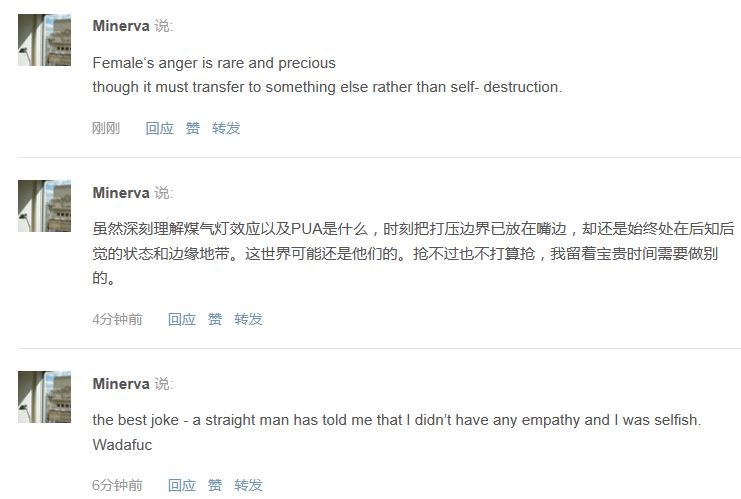 Minerva 说:
Female‘s anger is rare and precious
though it must transfer to something else rather than self- destruction.
刚刚 回应 赞 转发
Minerva 说:
虽然深刻理解煤气灯效应以及PUA是什么，时刻把打压边界已放在嘴边，却还是始终处在后知后
觉的状态和边缘地带。这世界可能还是他们的。抢不过也不打算抢，我留着宝贵时间需要做别
的。
4分钟前 回应 赞 转发
Minerva 说:
the best joke - a straight man has told me that I didn’t have any empathy and I was selfish.
Wadafuc
6分钟前 回应 赞 转发